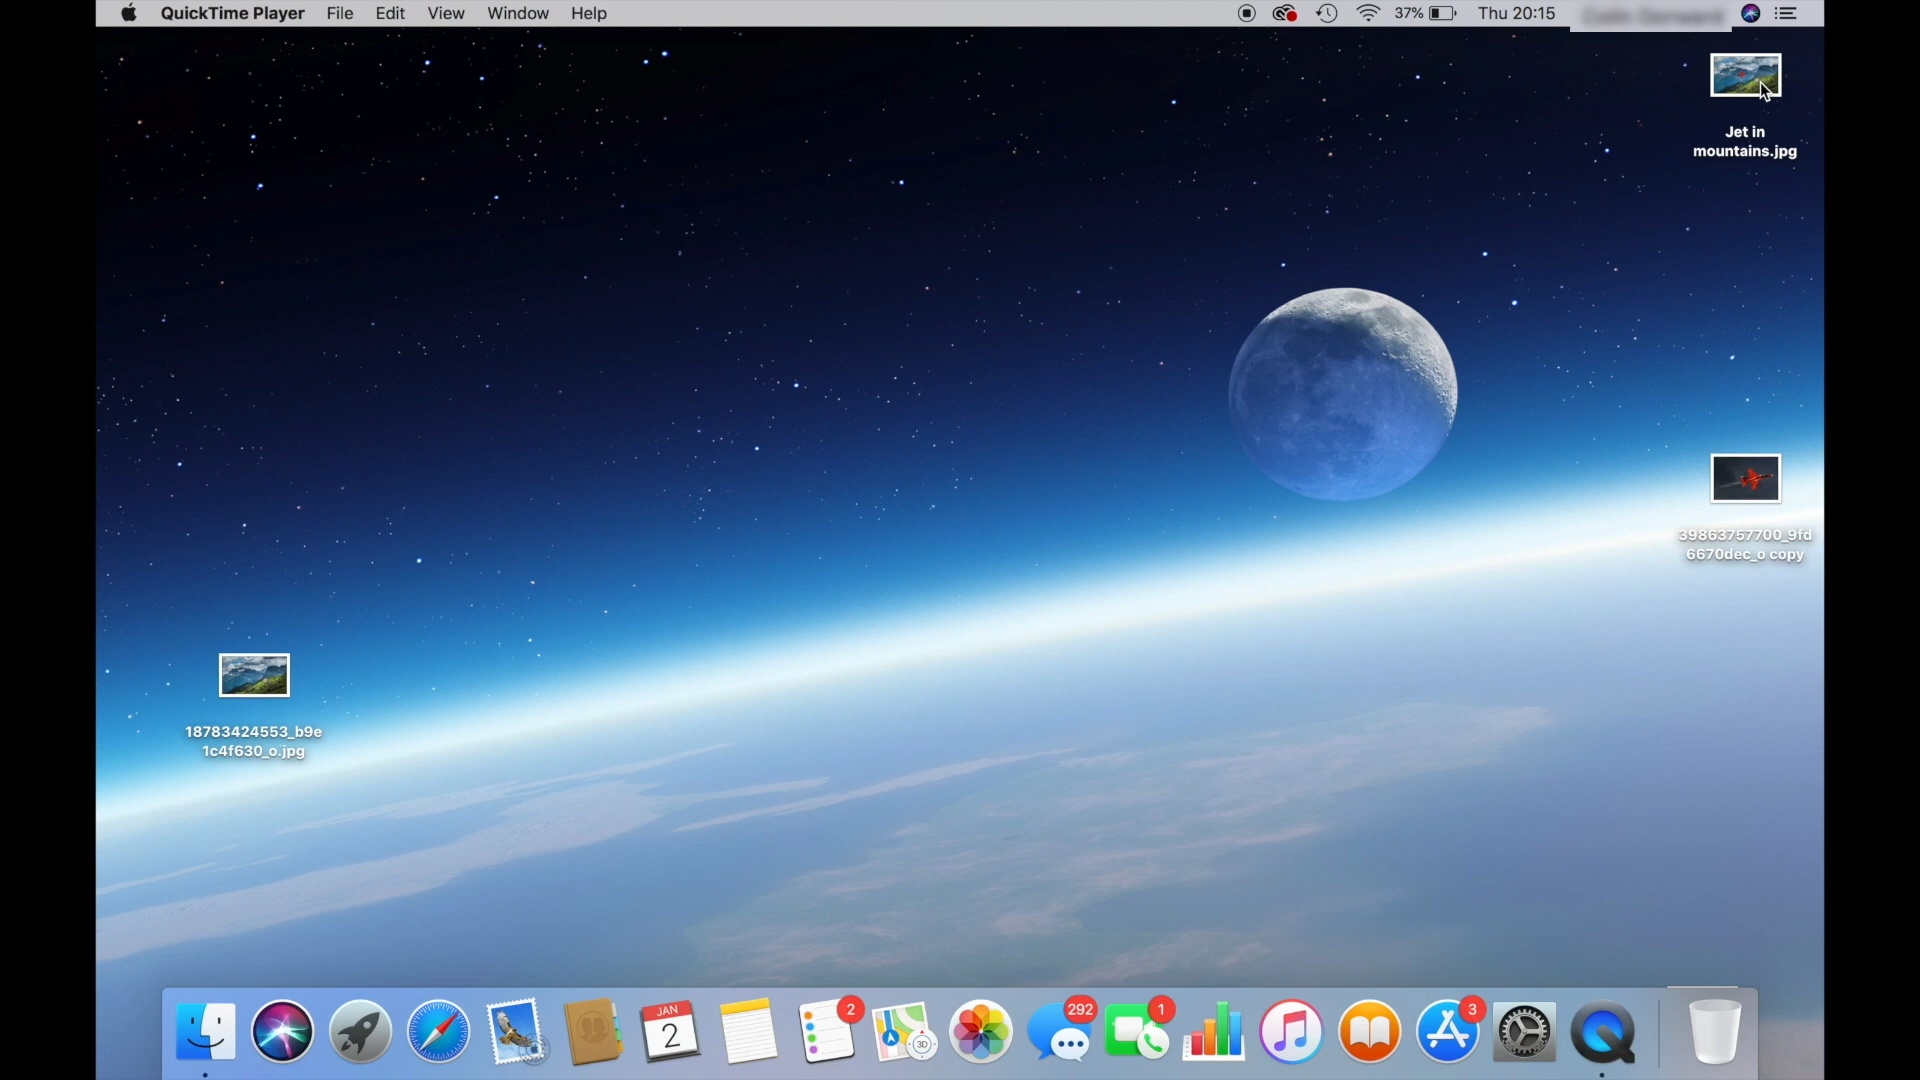 QuickTime Player File Edit View Window Help 37% Thu 20:15
Jet in
mountains.jpg
39863757700_9fd
6670dec_o copy
18783424553_b9e
1c4f630_o.jpg
JAN
2
2
3D
292
1
3